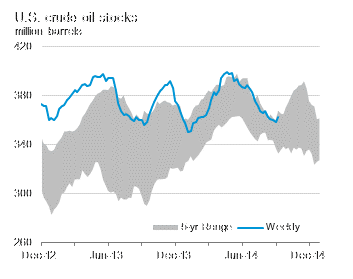 U.S. crude oil stocks
million barrels
420
380
340
300
260
Dec-12 Jun-13 Dec-13 Jun-14 Dec-14
5-yr Range Weekly